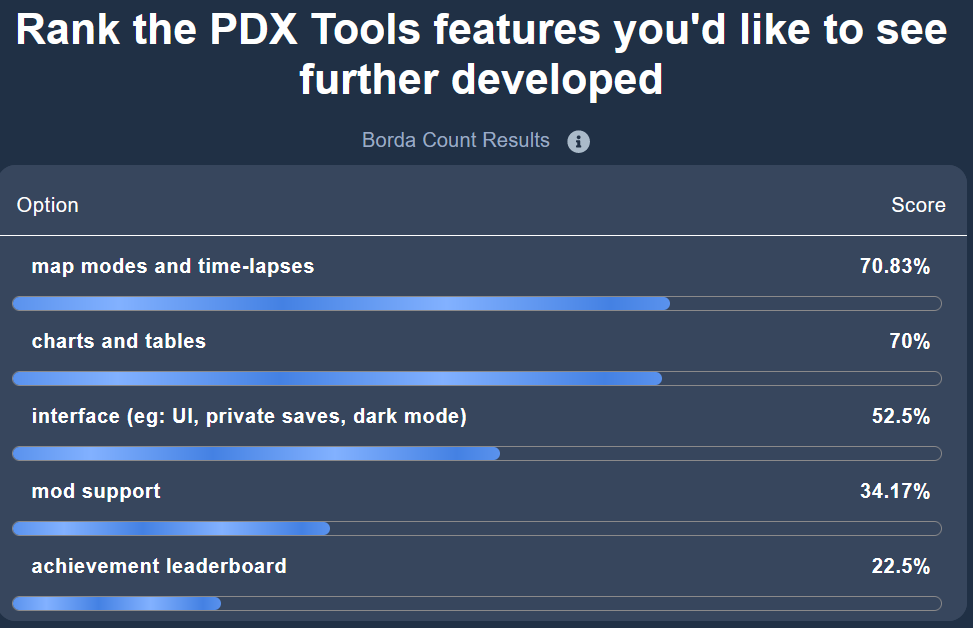 Rank the PDX Tools features you'd like to see
further developed
Borda Count Results
Option Score
map modes and time-lapses 70.83%
charts and tables 70%
interface (eg: UI, private saves, dark mode) 52.5%
mod support 34.17%
achievement leaderboard 22.5%